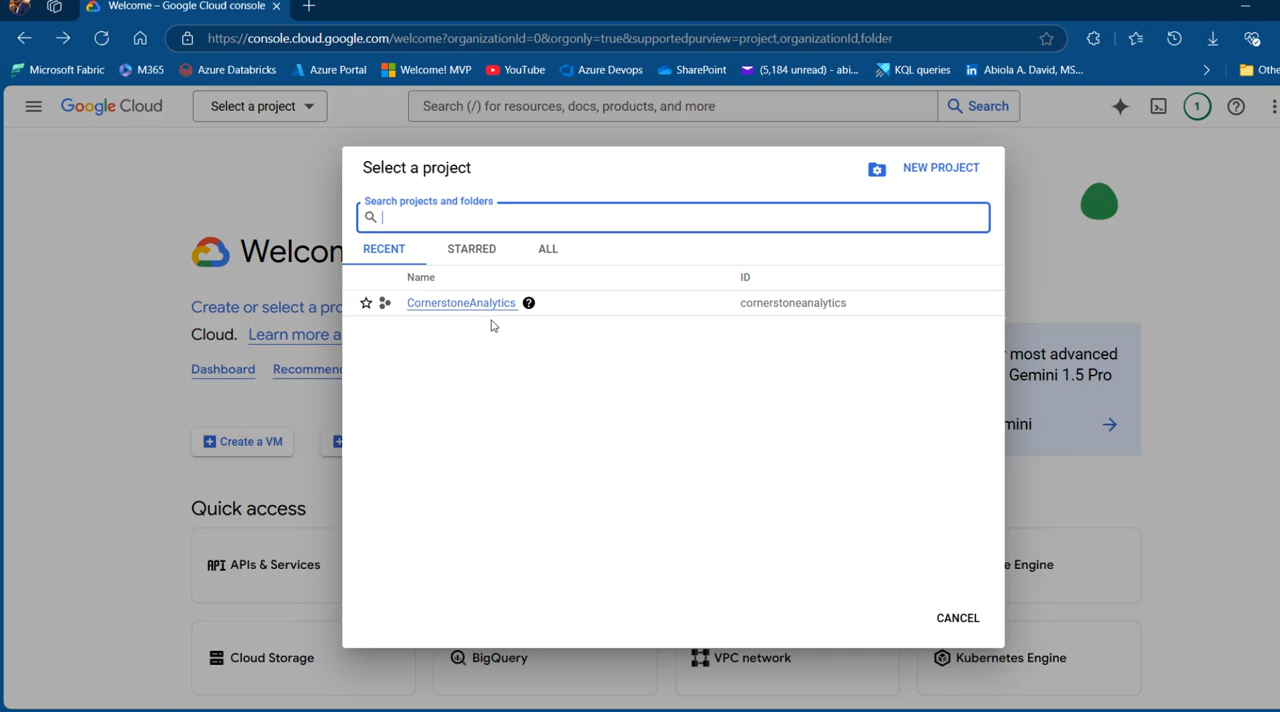 Welcome – Google Cloud console
https://console.cloud.google.com/welcome?organizationId=0&orgonly=true&supportedpurview=project,organizationId,folder
Microsoft Fabric M365 Azure Databricks Azure Portal Welcome! MVP YouTube Azure Devops SharePoint (5,184 unread) - abi... KQL queries Abiola A. David, MS... Othe
Google Cloud Select a project Search (/) for resources, docs, products, and more Search 1
Select a project NEW PROJECT
Search projects and folders
RECENT STARRED ALL
Name ID
CornerstoneAnalytics cornerstoneanalytics
CANCEL
Welcon
Create or select a pro
Cloud. Learn more a
Dashboard Recommen
most advanced
Gemini 1.5 Pro
mini
Create a VM
Quick access
API APIs & Services e Engine
Cloud Storage BigQuery VPC network Kubernetes Engine